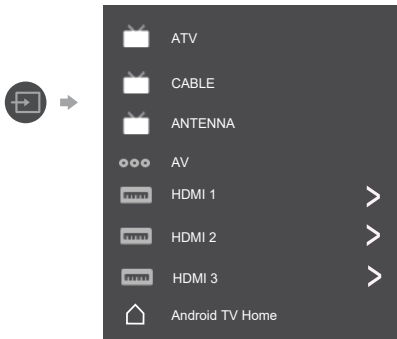 ATV
CABLE
ANTENNA
AV
HDMI 1
HDMI 2
HDMI 3
Android TV Home